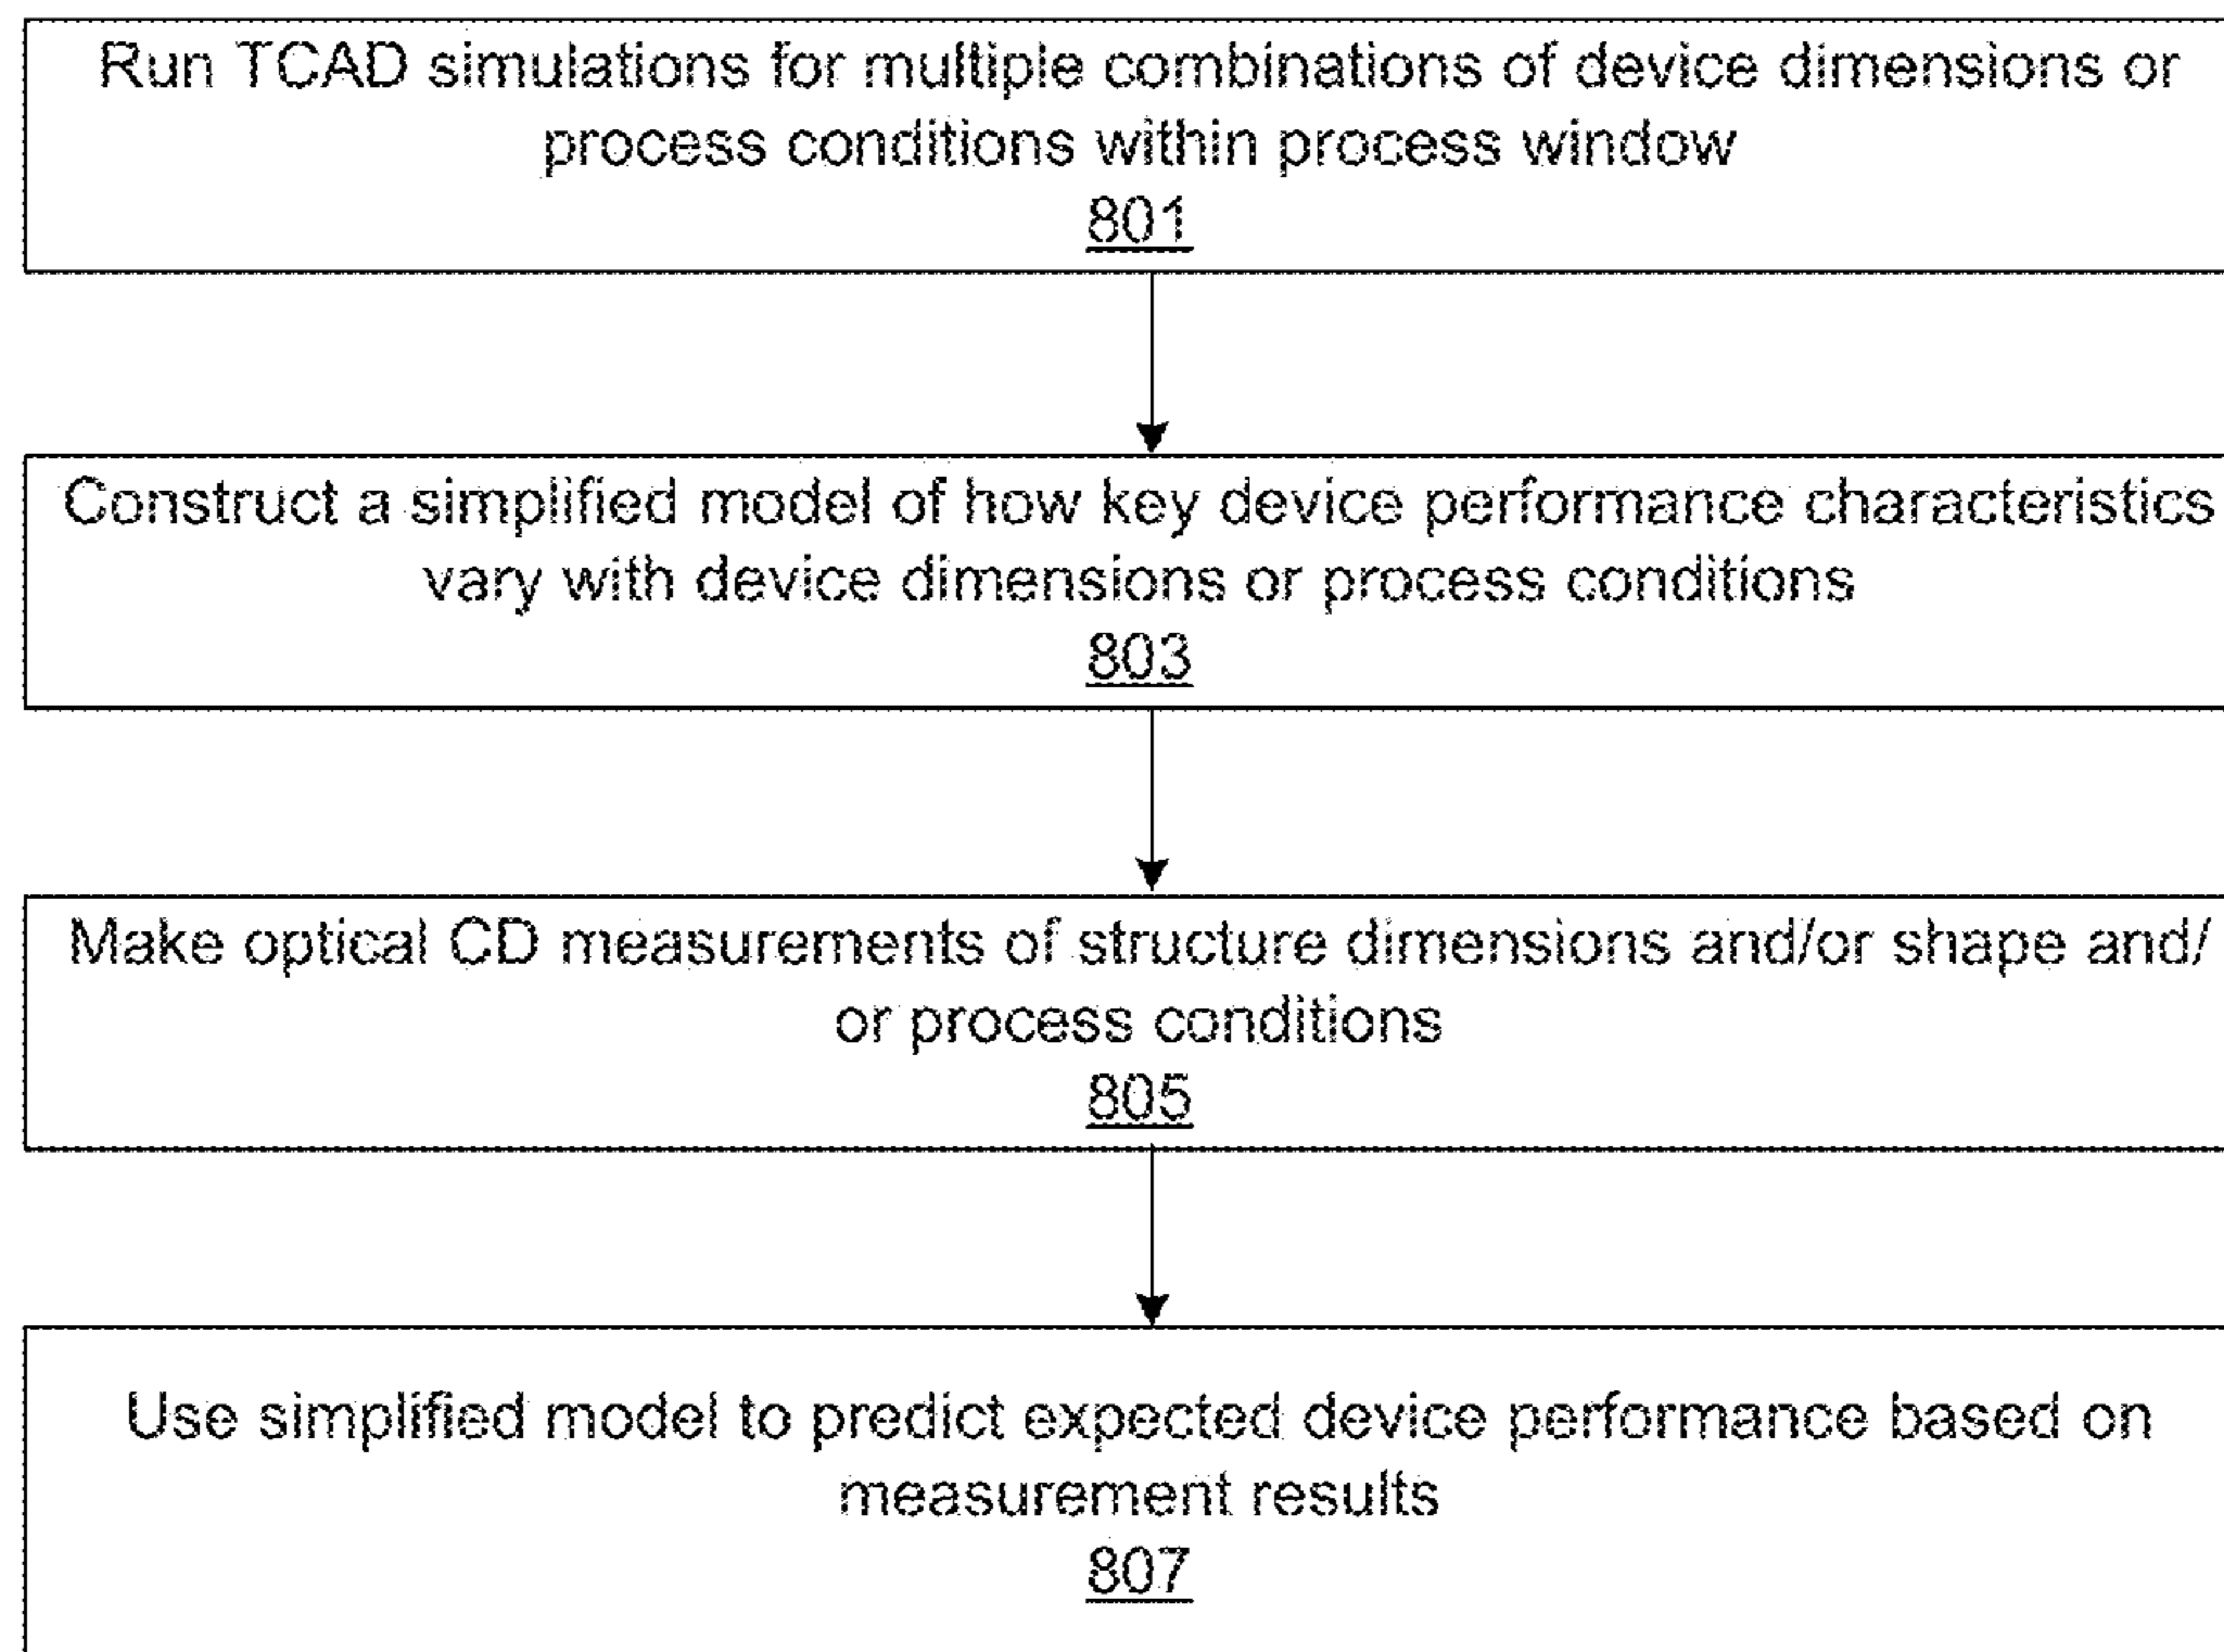 Run TCAD simulations for multiple combinations of device dimensions or
process conditions within process window
801
Construct a simplified model of how key device performance characteristics
vary with device dimensions or process conditions
803
Make optical CD measurements of structure dimensions and/or shape and/
or process conditions
805
Use simplified model to predict expected device performance based on
measurement results
807